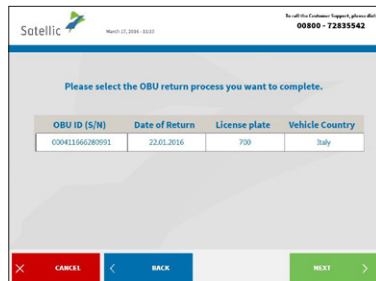 To call the Customer Support, please dial:
Satellic
March 17, 2016 - 10:33
00800 - 72835542
Please select the OBU return process you want to complete.
OBU ID (S/N) Date of Return License plate Vehicle Country
000411666280991 22.01.2016 700 Italy
CANCEL BACK NEXT